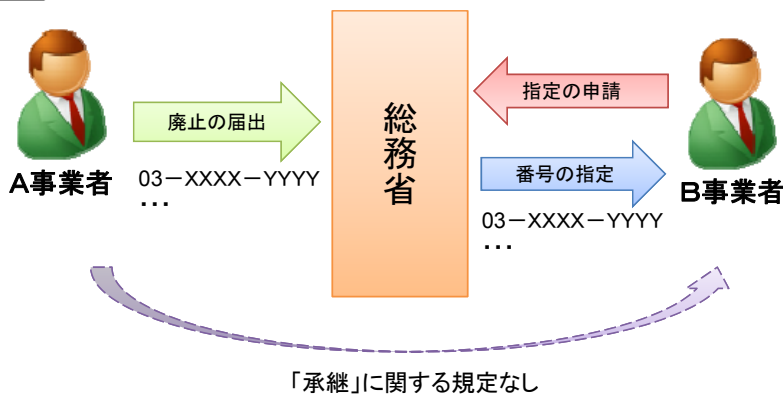 廃止の届出
03－XXXX－YYYY
・・・
A事業者
総務省
指定の申請
番号の指定
03－XXXX－YYYY
・・・
B事業者
「承継」に関する規定なし